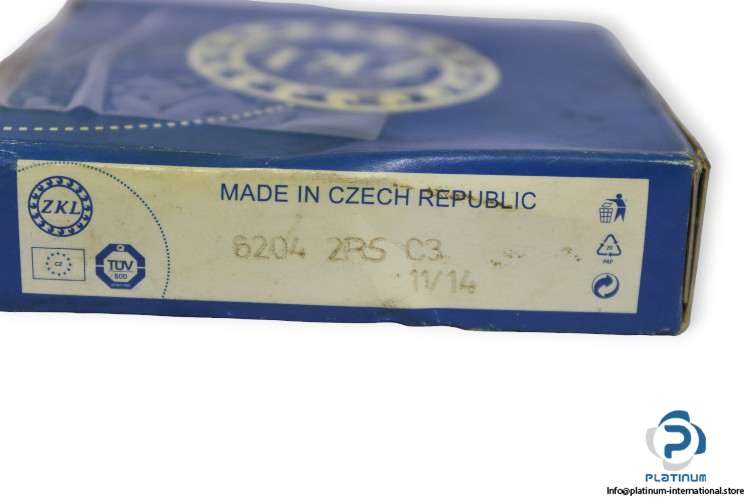 ZKL
ZKL
MADE IN CZECH REPUBLIC
6204 2RS C3
11/14
CZ
TÜV
SÜD
20
PAP
PLATINUM
Info@platinum-international.store